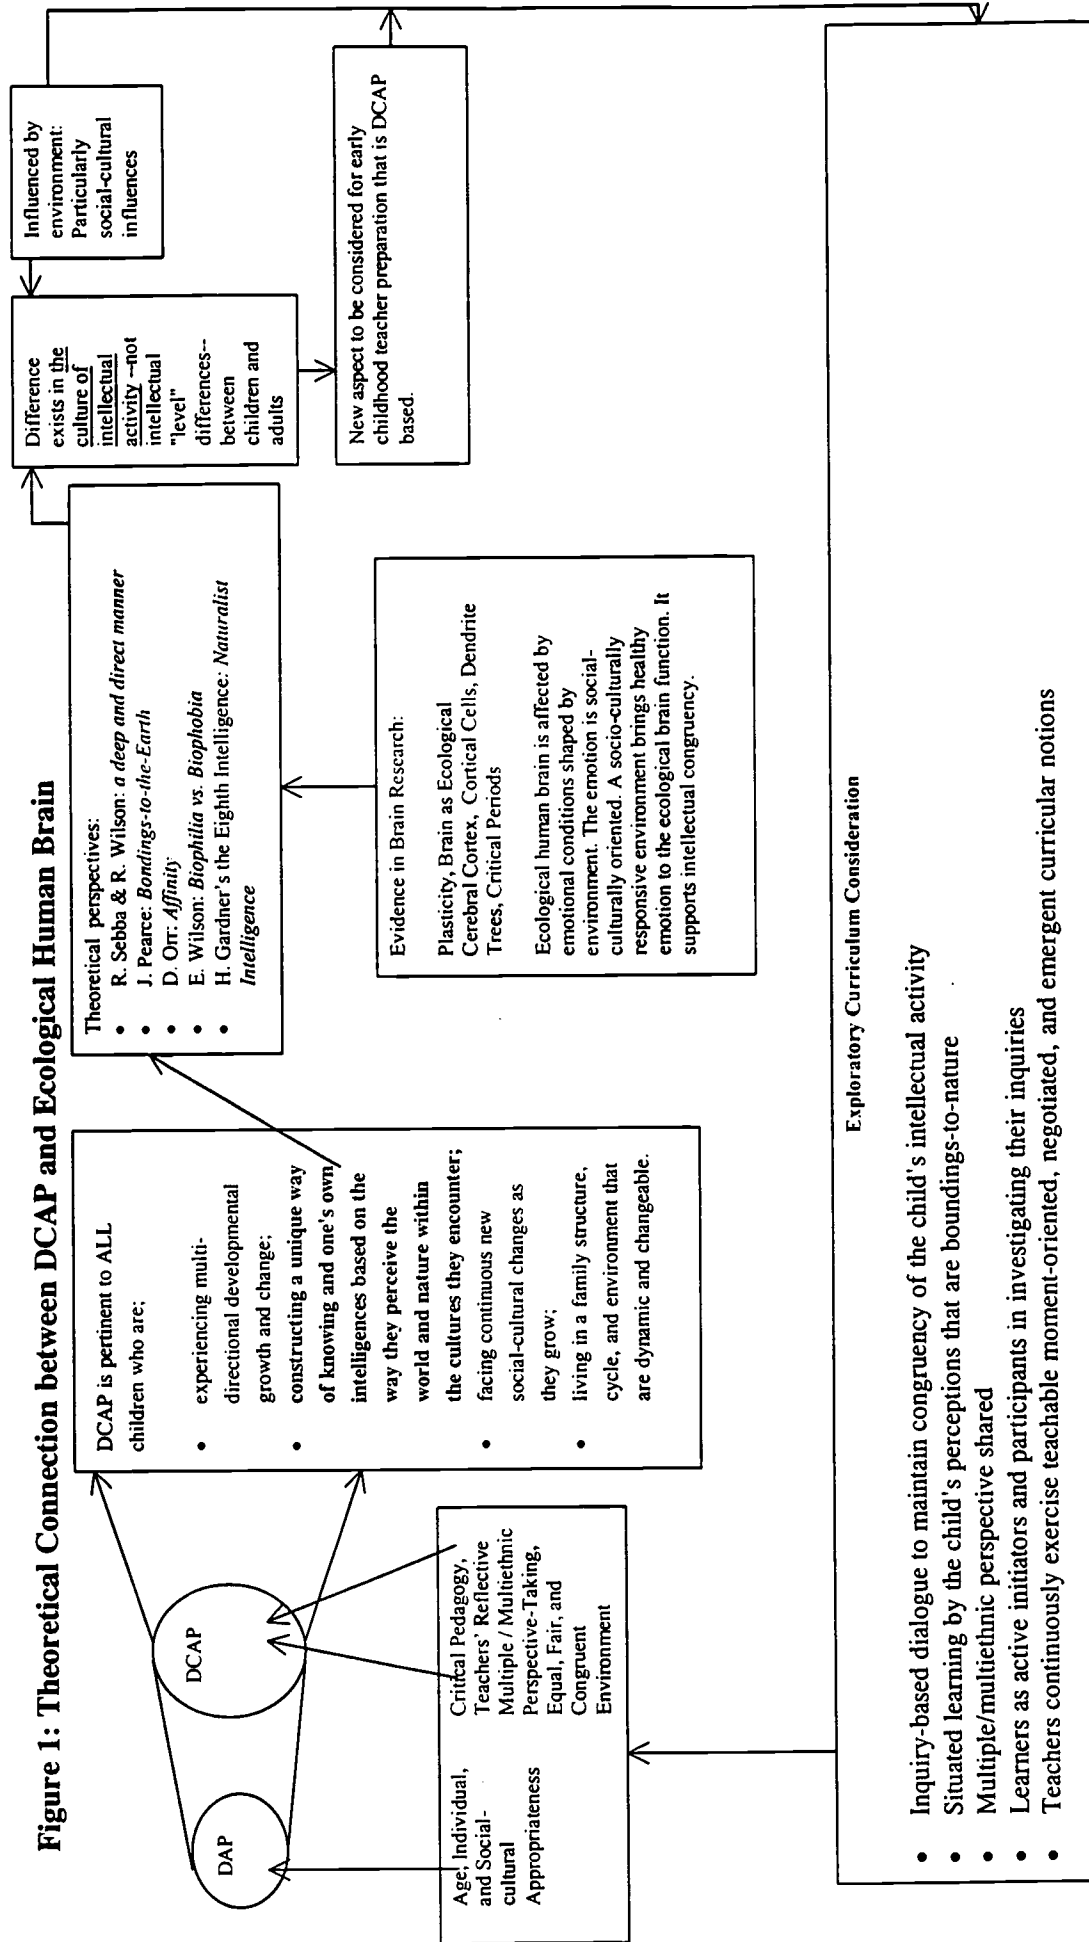 Figure 1: Theoretical Connection between DCAP and Ecological Human Brain
DAP
DCAP
Age, Individual,
and Social-
cultural
Appropriateness
Critical Pedagogy,
Teachers' Reflective
Multiple / Multiethnic
Perspective-Taking,
Equal, Fair, and
Congruent
Environment
DCAP is pertinent to ALL
children who are;
• experiencing multi-
directional developmental
growth and change;
• constructing a unique way
of knowing and one's own
intelligences based on the
way they perceive the
world and nature within
the cultures they encounter;
• facing continuous new
social-cultural changes as
they grow;
• living in a family structure,
cycle, and environment that
are dynamic and changeable.
Theoretical perspectives:
• R. Sebba & R. Wilson: a deep and direct manner
• J. Pearce: Bondings-to-the-Earth
• D. Orr: Affinity
• E. Wilson: Biophilia vs. Biophobia
• H. Gardner's the Eighth Intelligence: Naturalist
Intelligence
Evidence in Brain Research:
Plasticity, Brain as Ecological
Cerebral Cortex, Cortical Cells, Dendrite
Trees, Critical Periods
Ecological human brain is affected by
emotional conditions shaped by
environment. The emotion is social-
culturally oriented. A socio-culturally
responsive environment brings healthy
emotion to the ecological brain function. It
supports intellectual congruency.
Difference
exists in the
culture of
intellectual
activity --not
intellectual
"level"
differences--
between
children and
adults
Influenced by
environment:
Particularly
social-cultural
influences
New aspect to be considered for early
childhood teacher preparation that is DCAP
based.
Exploratory Curriculum Consideration
• Inquiry-based dialogue to maintain congruency of the child's intellectual activity
• Situated learning by the child's perceptions that are boundings-to-nature
• Multiple/multiethnic perspective shared
• Learners as active initiators and participants in investigating their inquiries
• Teachers continuously exercise teachable moment-oriented, negotiated, and emergent curricular notions